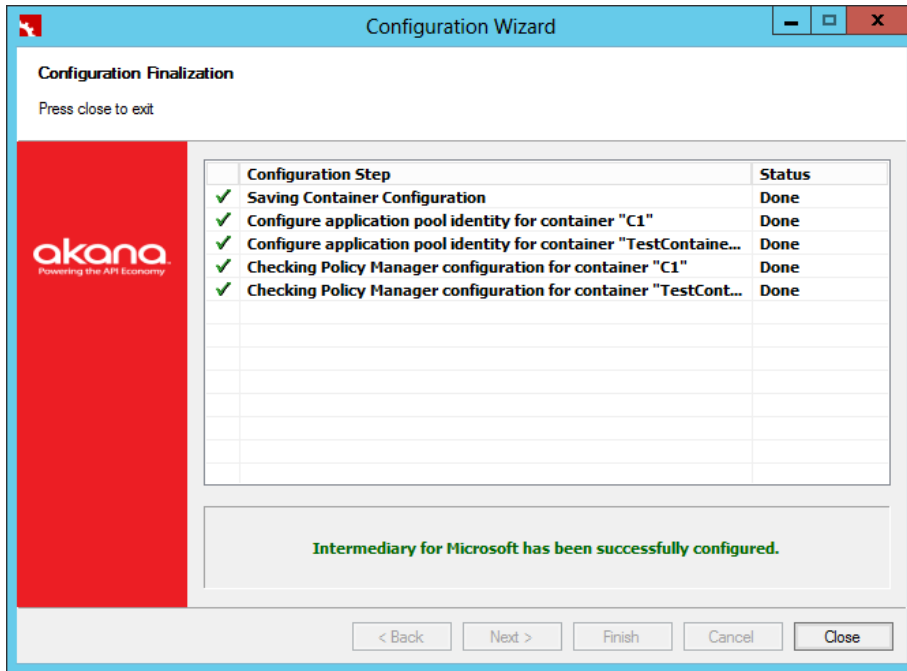 Configuration Wizard
Configuration Finalization
Press close to exit
akana
Powering the API Economy
Configuration Step Status
Saving Container Configuration Done
Configure application pool identity for container "C1" Done
Configure application pool identity for container "TestContaine... Done
Checking Policy Manager configuration for container "C1" Done
Checking Policy Manager configuration for container "TestCont... Done
Intermediary for Microsoft has been successfully configured.
< Back Next > Finish Cancel Close